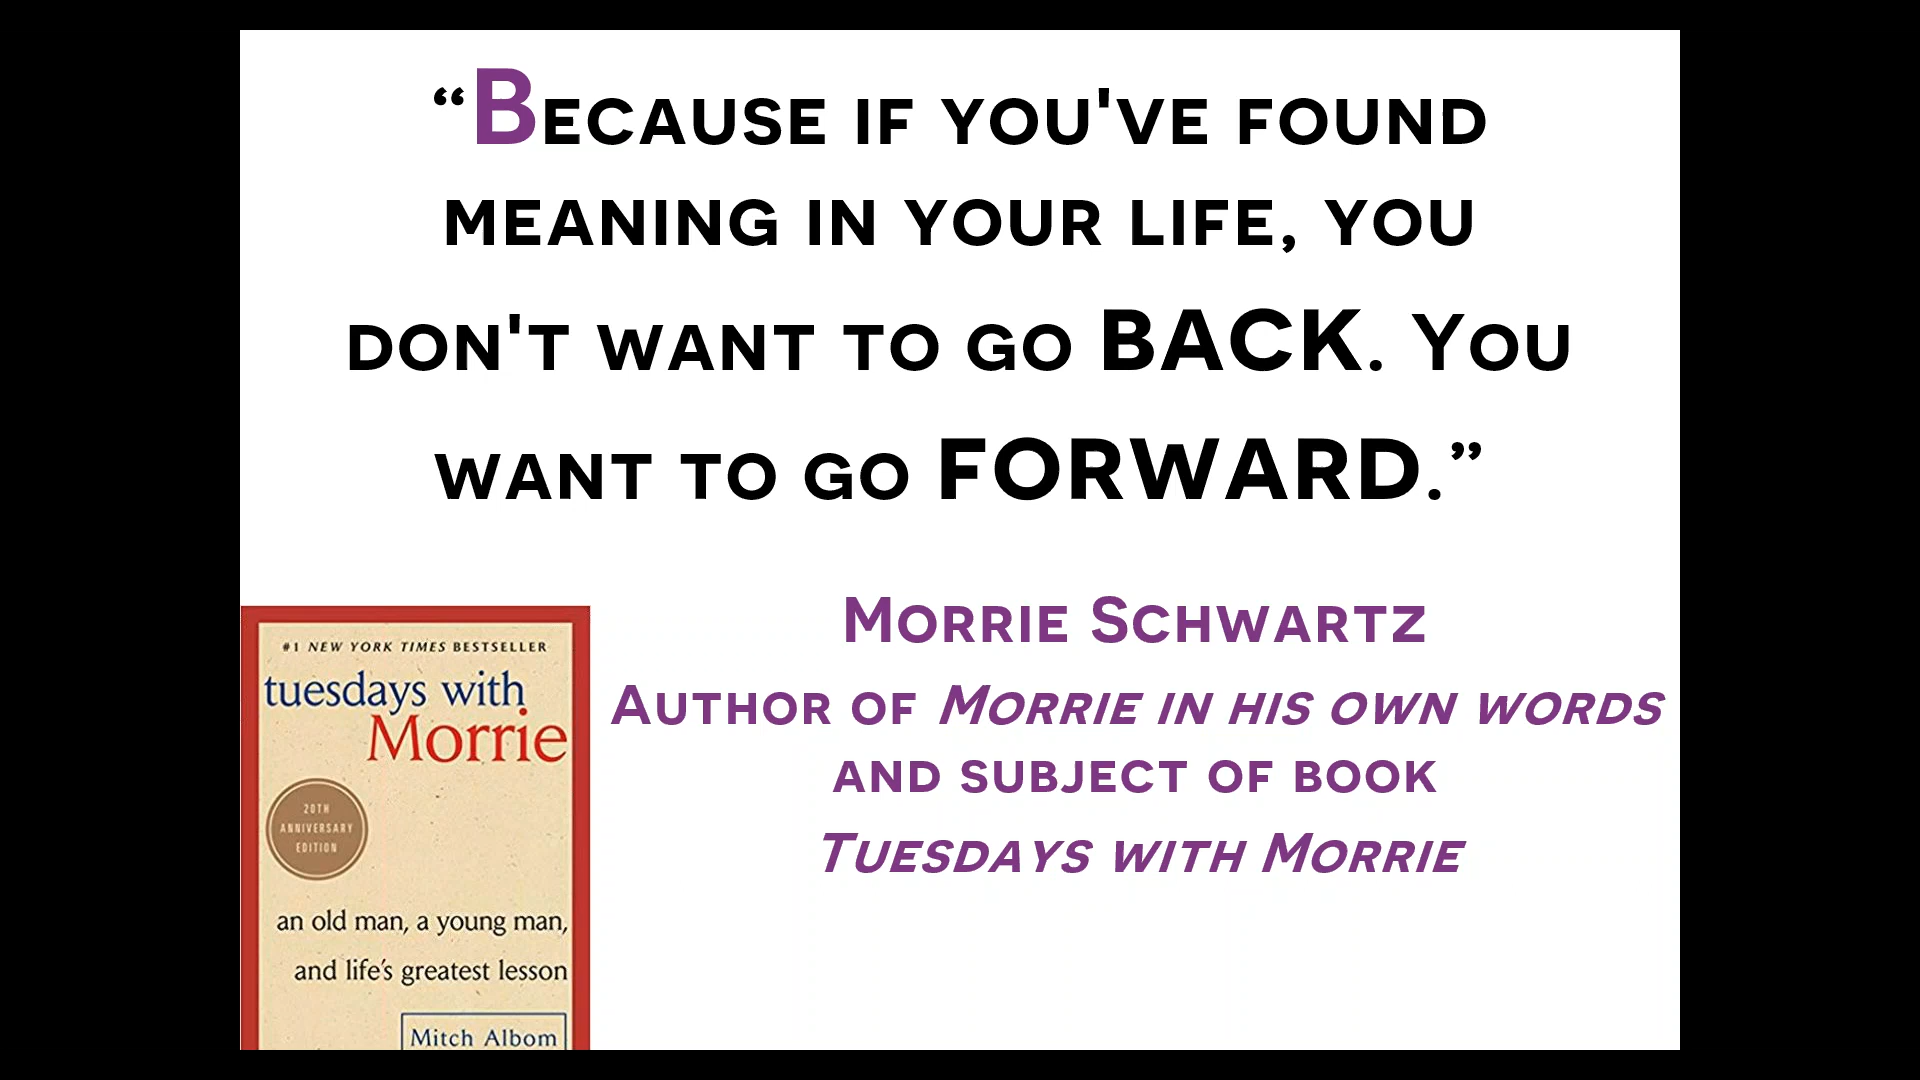 “Because if you've found
meaning in your life, you
don't want to go BACK. You
want to go FORWARD.”
Morrie Schwartz
Author of Morrie in his own words
and subject of book
Tuesdays with Morrie
#1 NEW YORK TIMES BESTSELLER
tuesdays with
Morrie
20TH
ANNIVERSARY
EDITION
an old man, a young man,
and life's greatest lesson
Mitch Albom